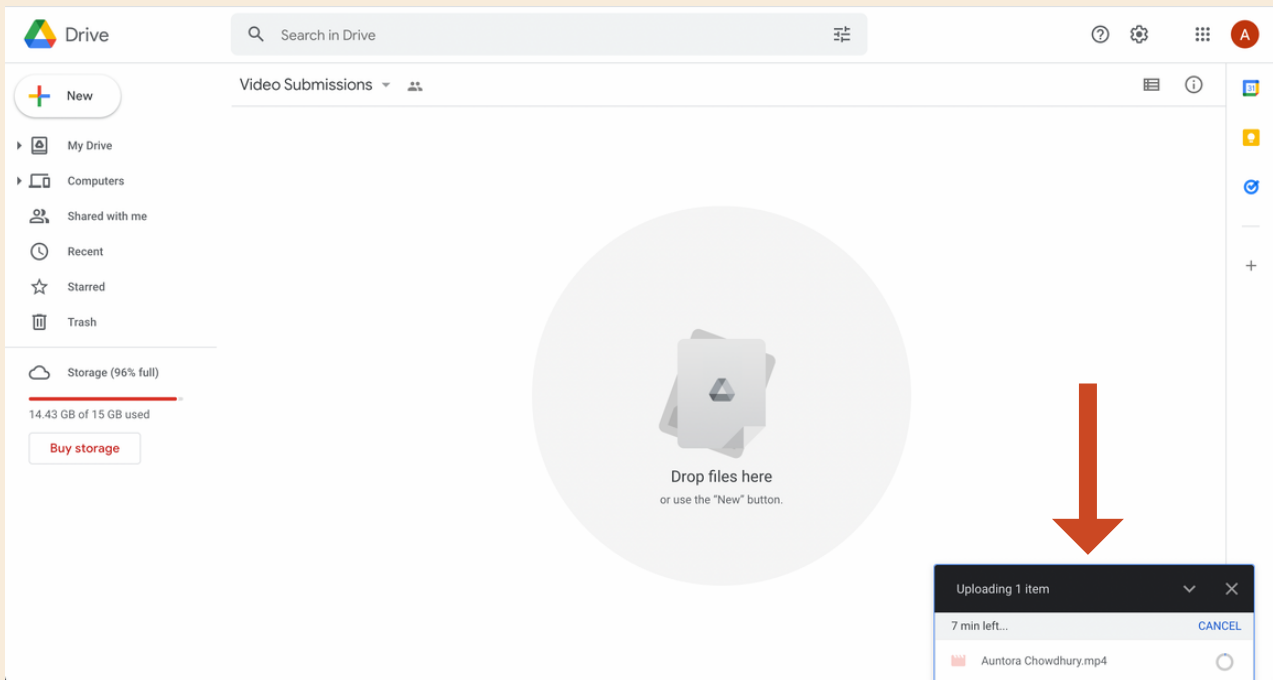 Drive
Search in Drive
A
New
Video Submissions
31
My Drive
Computers
Shared with me
Recent
Starred
Trash
Storage (96% full)
14.43 GB of 15 GB used
Buy storage
Drop files here
or use the “New” button.
Uploading 1 item
7 min left...
CANCEL
Auntora Chowdhury.mp4